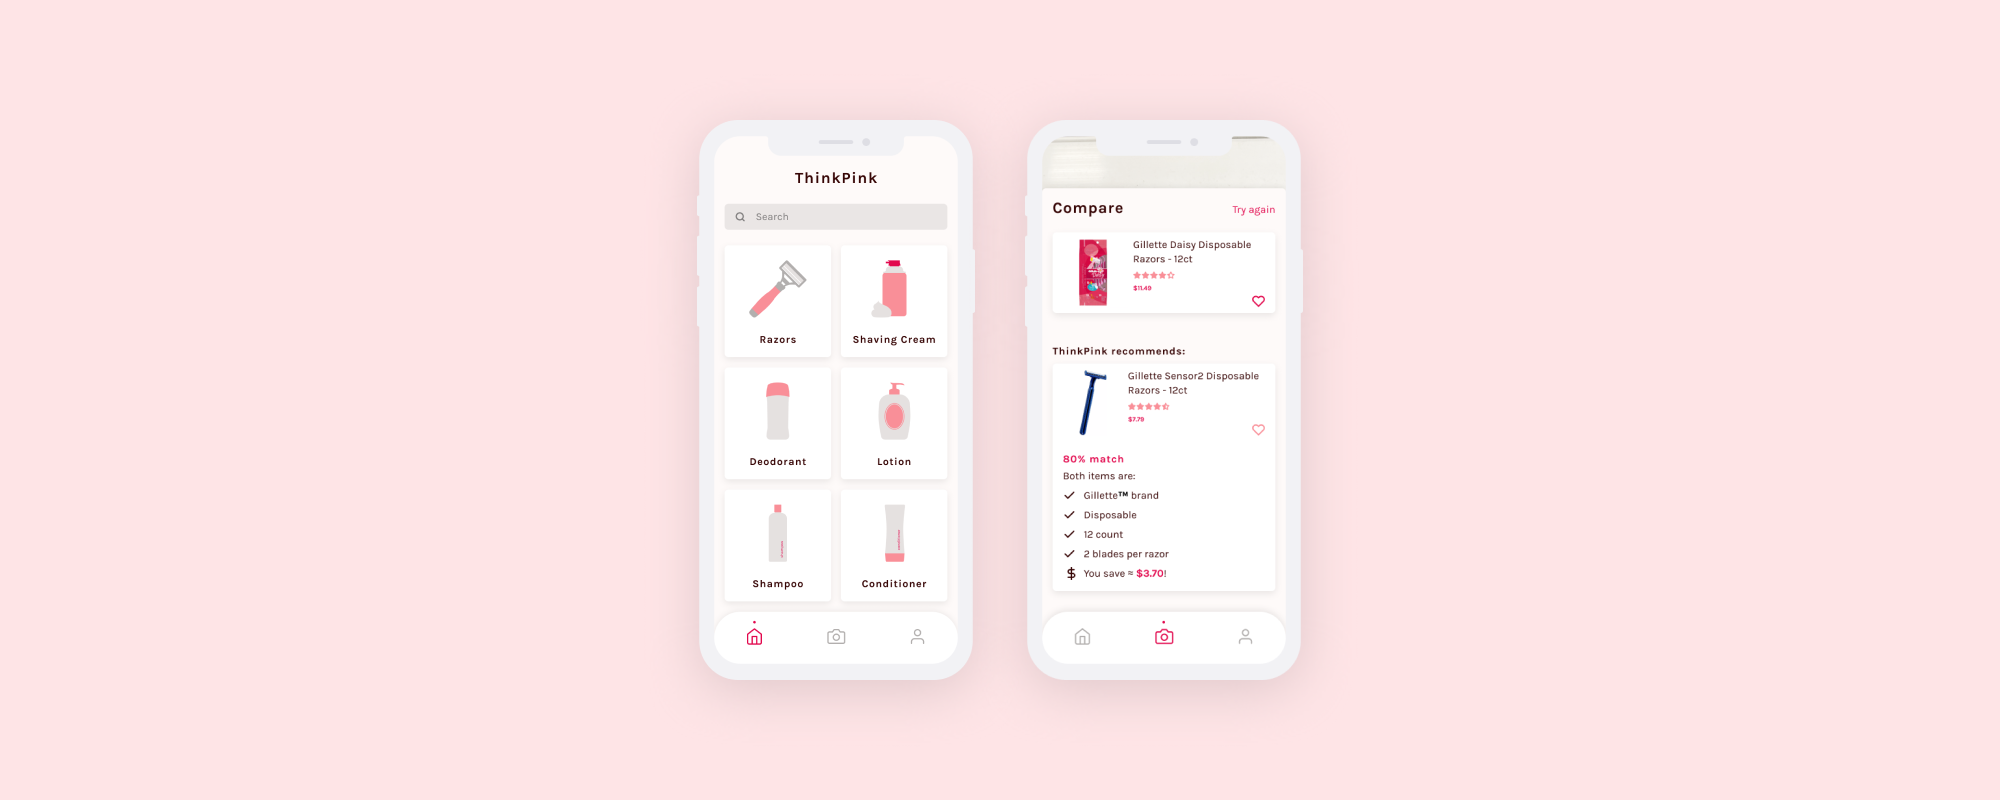 ThinkPink
Search
Razors
Shaving Cream
Deodorant
Lotion
Shampoo
Conditioner
Compare
Try again
Gillette Daisy Disposable
Razors - 12ct
$11.49
ThinkPink recommends:
Gillette Sensor2 Disposable
Razors - 12ct
$7.79
80% match
Both items are:
Gillette™ brand
Disposable
12 count
2 blades per razor
You save ≈ $3.70!